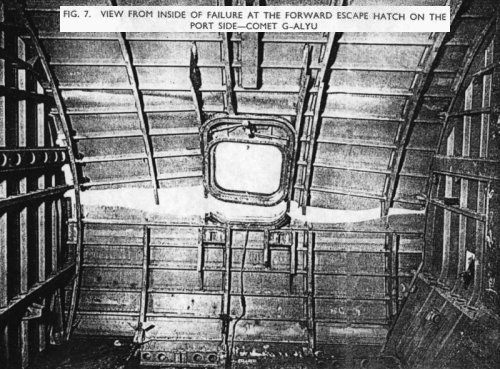 FIG. 7. VIEW FROM INSIDE OF FAILURE AT THE FORWARD ESCAPE HATCH ON THE
PORT SIDE—COMET G-ALYU